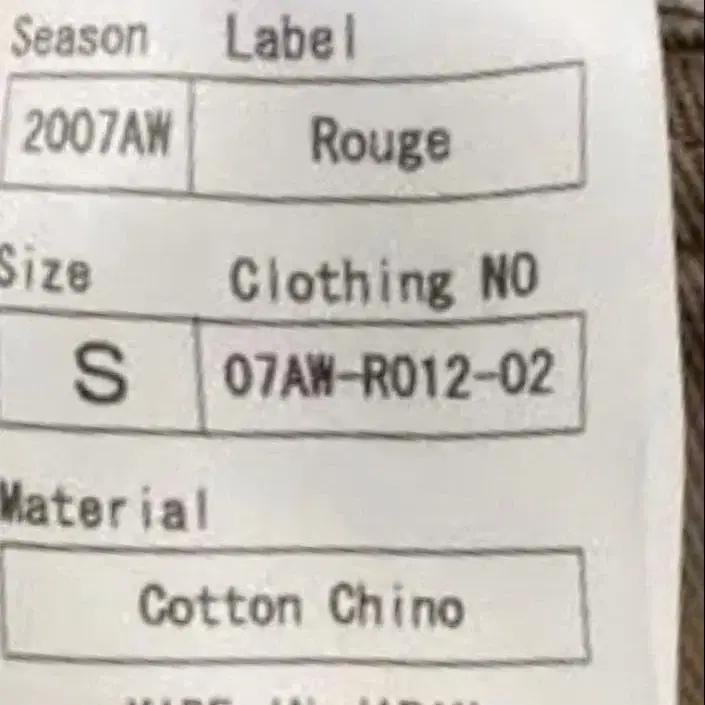 Season Label
2007AW Rouge
Size Clothing NO
S 07AW-R012-02
Material
Cotton Chino